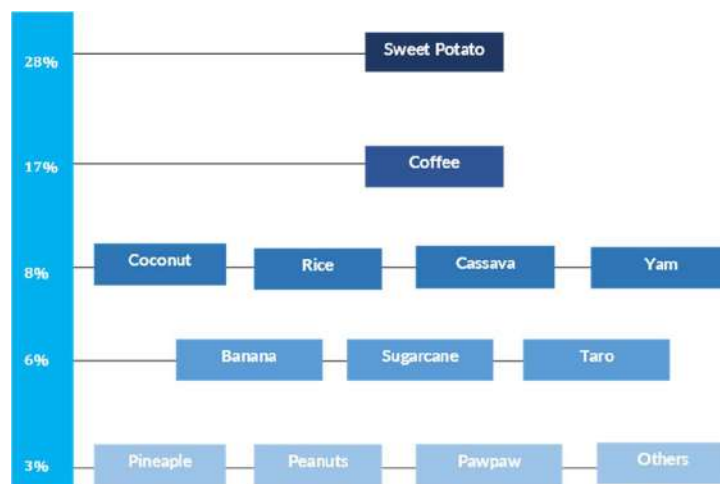 28% Sweet Potato
17% Coffee
8% Coconut Rice Cassava Yam
6% Banana Sugarcane Taro
3% Pineaple Peanuts Pawpaw Others